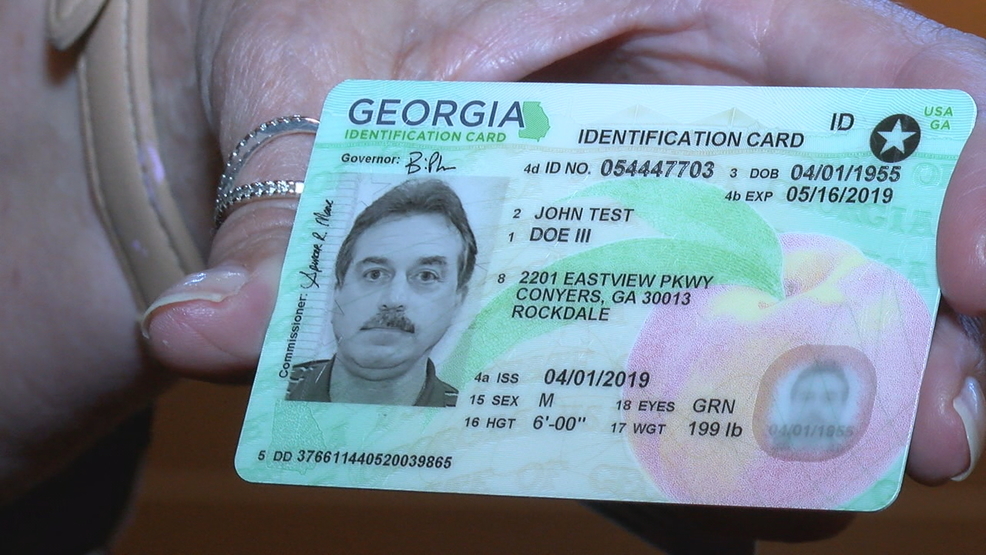 GEORGIA
IDENTIFICATION CARD
IDENTIFICATION CARD
ID
USA
GA
Governor:
4d ID NO. 054447703
3 DOB 04/01/1955
4b EXP 05/16/2019
2 JOHN TEST
1 DOE III
8 2201 EASTVIEW PKWY
CONYERS, GA 30013
ROCKDALE
Commissioner: Spencer R. Moore
4a ISS 04/01/2019
15 SEX M
18 EYES GRN
16 HGT 6'-00"
17 WGT 199 lb
04/01/1955
5 DD 376611440520039865